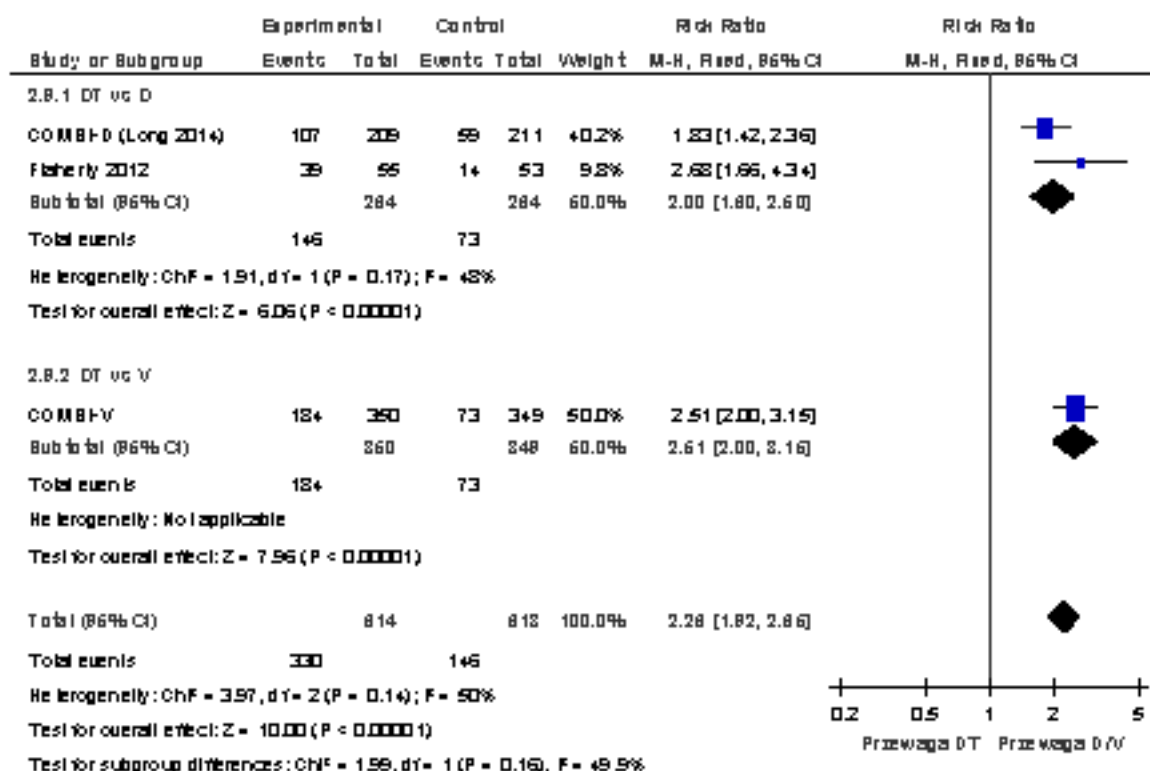 Experimental Control Risk Ratio Risk Ratio
Study or Subgroup Events Total Events Total Weight M-H, Fixed, 95% CI M-H, Fixed, 95% CI
DT vs D
COMBI-D (Long 2014) 107 209 59 211 40.2% 1.83 [1.42, 2.36]
Flaherty 2012 39 55 14 53 9.8% 2.68 [1.66, 4.34]
Subtotal (95% CI) 264 264 50.0% 2.00 [1.60, 2.50]
Total events 146 73
Heterogeneity: Chi² = 1.91, df = 1 (P = 0.17); I² = 48%
Test for overall effect: Z = 6.06 (P < 0.00001)
DT vs V
COMBI-V 184 350 73 349 50.0% 2.51 [2.00, 3.15]
Subtotal (95% CI) 350 349 50.0% 2.51 [2.00, 3.15]
Total events 184 73
Heterogeneity: Not applicable
Test for overall effect: Z = 7.96 (P < 0.00001)
Total (95% CI) 614 613 100.0% 2.26 [1.92, 2.65]
Total events 330 146
Heterogeneity: Chi² = 3.97, df = 2 (P = 0.14); I² = 50%
Test for overall effect: Z = 10.00 (P < 0.00001)
Test for subgroup differences: Chi² = 1.99, df = 1 (P = 0.16), I² = 49.9%
0.2 0.5 1 2 5
Przewaga DT Przewaga D/V